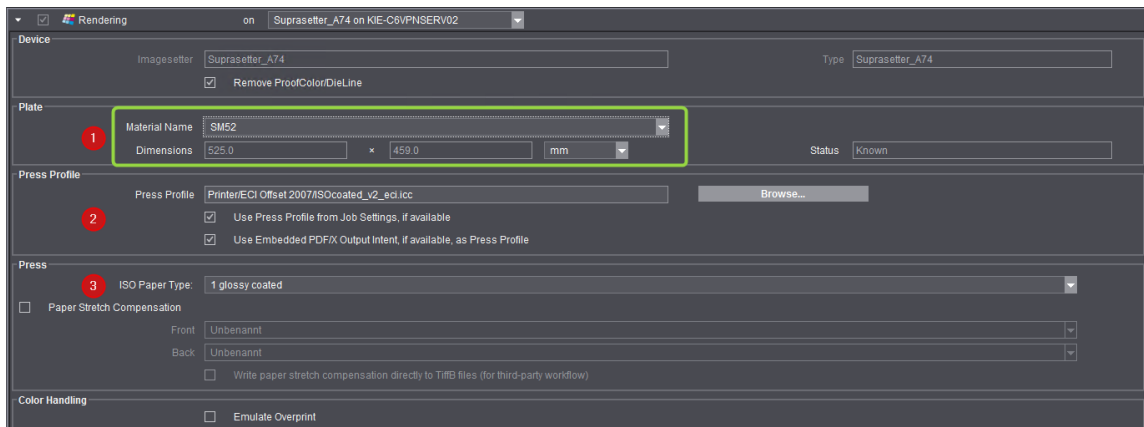 Rendering on Suprasetter_A74 on KIE-C6VPNSERV02
Device
Imagesetter Suprasetter_A74 Type Suprasetter_A74
Remove ProofColor/DieLine
Plate
1 Material Name SM52
Dimensions 525.0 × 459.0 mm Status Known
Press Profile
Press Profile Printer/ECI Offset 2007/ISOcoated_v2_eci.icc Browse...
2 Use Press Profile from Job Settings, if available
Use Embedded PDF/X Output Intent, if available, as Press Profile
Press
3 ISO Paper Type: 1 glossy coated
Paper Stretch Compensation
Front Unbenannt
Back Unbenannt
Write paper stretch compensation directly to TiffB files (for third-party workflow)
Color Handling
Emulate Overprint